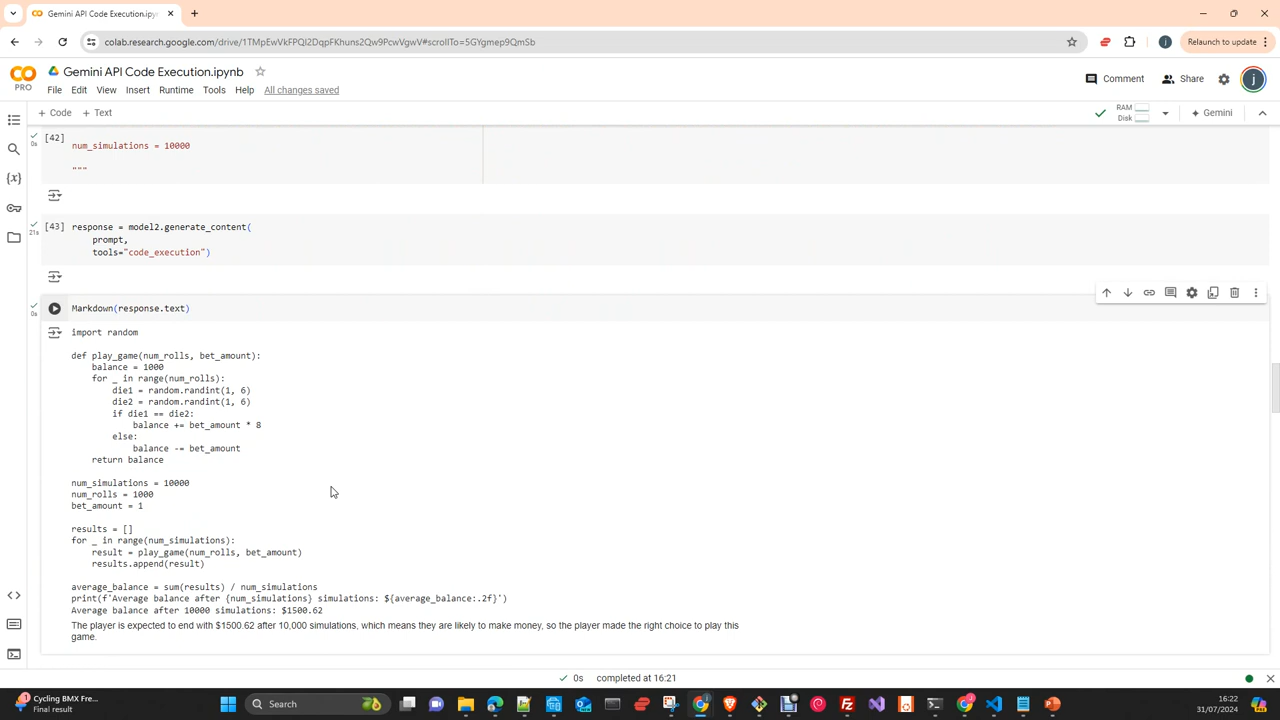 Gemini API Code Execution.ipyn
colab.research.google.com/drive/1TMpEwVkFPQI2DqpFKhuns2Qw9PcwVgwV#scrollTo=5GYgmep9QmSb
j
Relaunch to update
Gemini API Code Execution.ipynb
PRO
Comment
Share
j
File Edit View Insert Runtime Tools Help All changes saved
+ Code + Text
RAM
Disk
Gemini
[42]
0s
num_simulations = 10000
"""
[43]
21s
response = model2.generate_content(
prompt,
tools="code_execution")
0s
Markdown(response.text)
import random
def play_game(num_rolls, bet_amount):
balance = 1000
for _ in range(num_rolls):
die1 = random.randint(1, 6)
die2 = random.randint(1, 6)
if die1 == die2:
balance += bet_amount * 8
else:
balance -= bet_amount
return balance
num_simulations = 10000
num_rolls = 1000
bet_amount = 1
results = []
for _ in range(num_simulations):
result = play_game(num_rolls, bet_amount)
results.append(result)
average_balance = sum(results) / num_simulations
print(f'Average balance after {num_simulations} simulations: ${average_balance:.2f}')
Average balance after 10000 simulations: $1500.62
The player is expected to end with $1500.62 after 10,000 simulations, which means they are likely to make money, so the player made the right choice to play this
game.
{x}
0s completed at 16:21
1
Cycling BMX Fre...
Final result
Search
16:22
31/07/2024